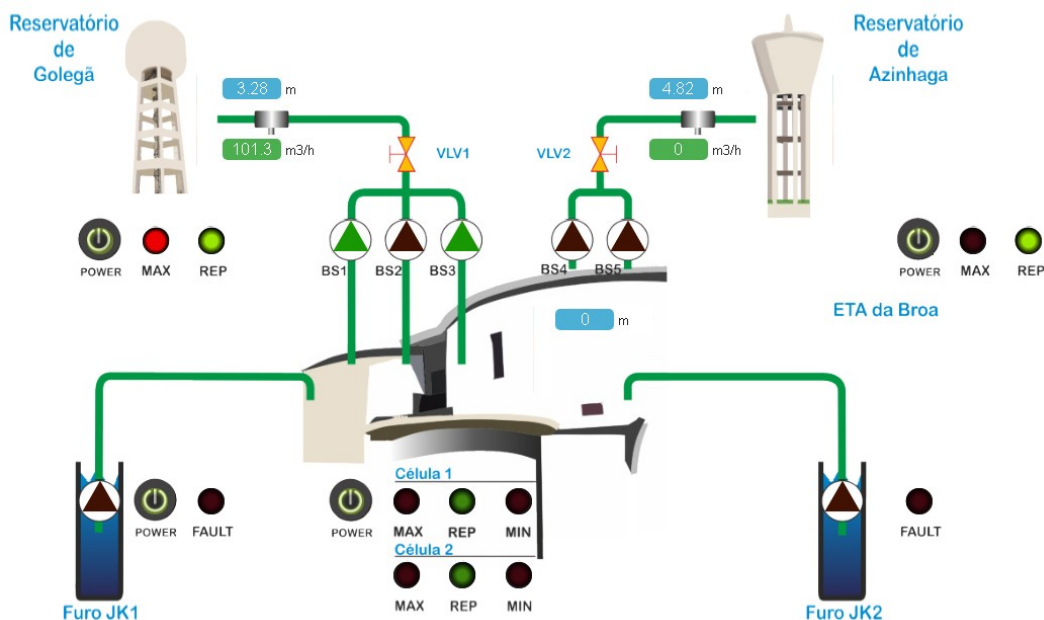 Reservatório
de
Golegã
Reservatório
de
Azinhaga
3.28 m
4.82 m
101.3 m3/h
VLV1
VLV2
0 m3/h
POWER MAX REP
BS1 BS2 BS3
BS4 BS5
POWER MAX REP
0 m
ETA da Broa
Célula 1
POWER FAULT
POWER
MAX REP MIN
FAULT
Célula 2
MAX REP MIN
Furo JK1
Furo JK2